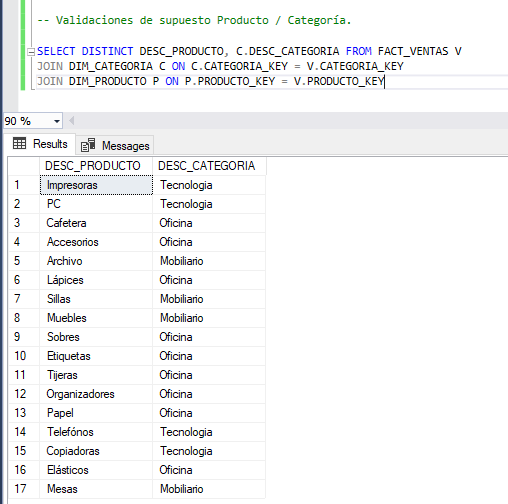 -- Validaciones de supuesto Producto / Categoría.
SELECT DISTINCT DESC_PRODUCTO, C.DESC_CATEGORIA FROM FACT_VENTAS V
JOIN DIM_CATEGORIA C ON C.CATEGORIA_KEY = V.CATEGORIA_KEY
JOIN DIM_PRODUCTO P ON P.PRODUCTO_KEY = V.PRODUCTO_KEY
90 %
Results Messages
DESC_PRODUCTO DESC_CATEGORIA
1 Impresoras Tecnologia
2 PC Tecnologia
3 Cafetera Oficina
4 Accesorios Oficina
5 Archivo Mobiliario
6 Lápices Oficina
7 Sillas Mobiliario
8 Muebles Mobiliario
9 Sobres Oficina
10 Etiquetas Oficina
11 Tijeras Oficina
12 Organizadores Oficina
13 Papel Oficina
14 Telefónos Tecnologia
15 Copiadoras Tecnologia
16 Elásticos Oficina
17 Mesas Mobiliario